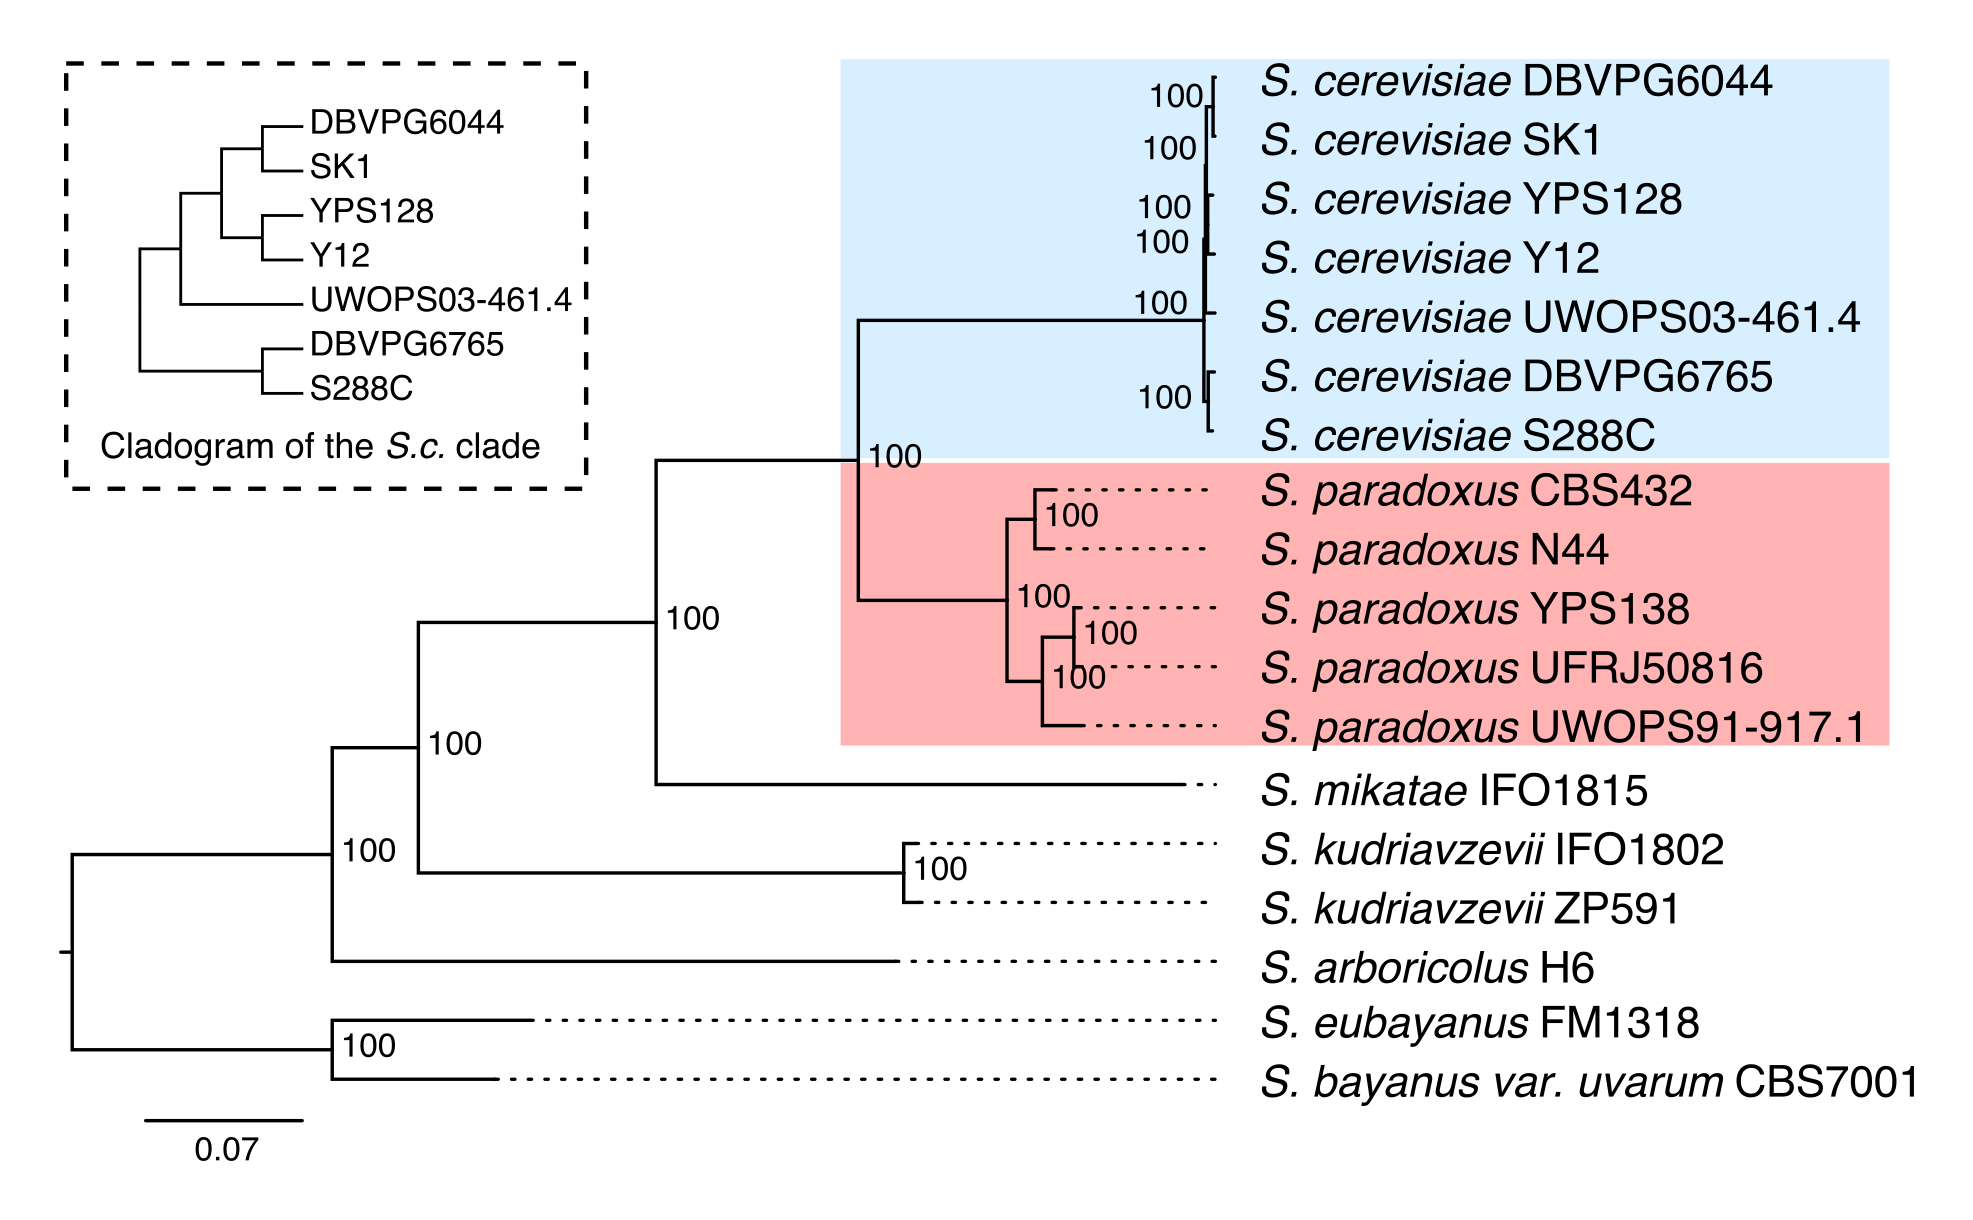 DBVPG6044
SK1
YPS128
Y12
UWOPS03-461.4
DBVPG6765
S288C
Cladogram of the S.c. clade
100
S. cerevisiae DBVPG6044
100
S. cerevisiae SK1
100
S. cerevisiae YPS128
100
S. cerevisiae Y12
100
S. cerevisiae UWOPS03-461.4
S. cerevisiae DBVPG6765
100
S. cerevisiae S288C
100
S. paradoxus CBS432
100
S. paradoxus N44
100
S. paradoxus YPS138
100
100
S. paradoxus UFRJ50816
100
S. paradoxus UWOPS91-917.1
100
S. mikatae IFO1815
100
S. kudriavzevii IFO1802
100
S. kudriavzevii ZP591
S. arboricolus H6
S. eubayanus FM1318
100
S. bayanus var. uvarum CBS7001
0.07